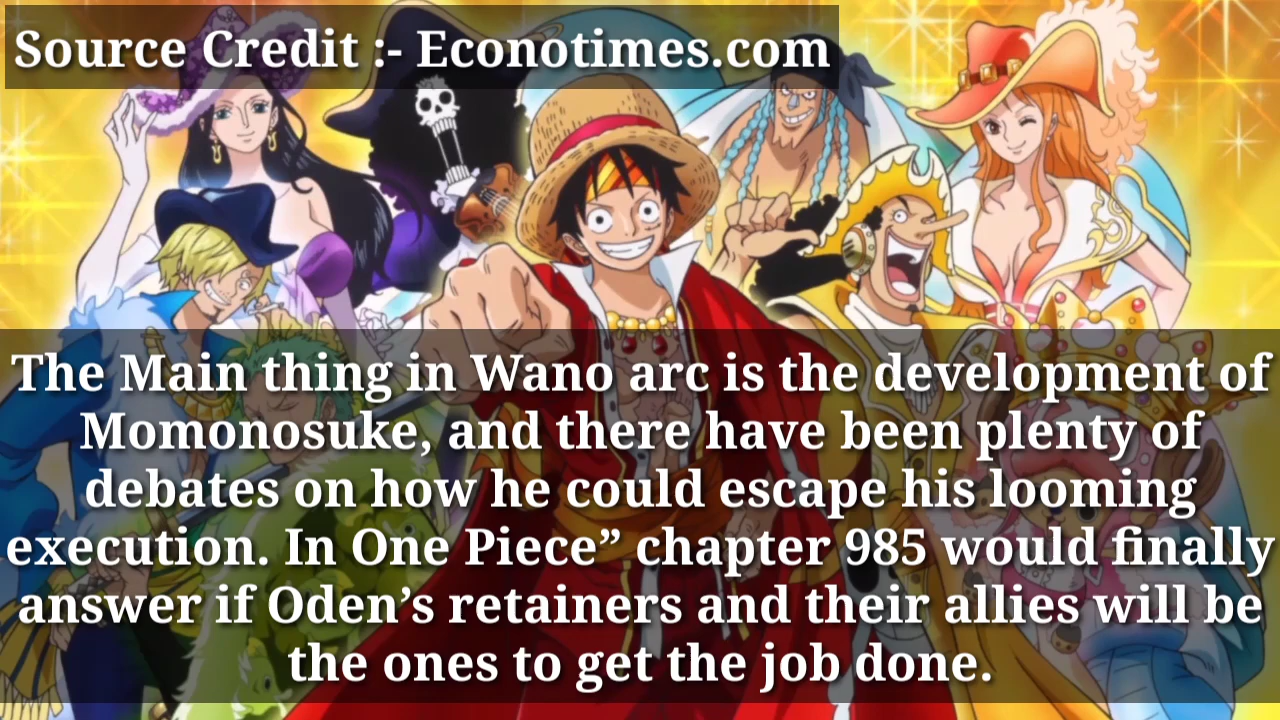 Source Credit :- Econotimes.com
The Main thing in Wano arc is the development of
Momonosuke, and there have been plenty of
debates on how he could escape his looming
execution. In One Piece” chapter 985 would finally
answer if Oden’s retainers and their allies will be
the ones to get the job done.